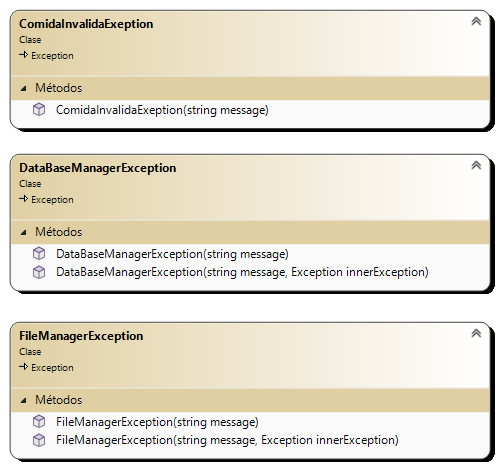 ComidaInvalidaExeption
Clase
Exception
Métodos
ComidaInvalidaExeption(string message)
DataBaseManagerException
Clase
Exception
Métodos
DataBaseManagerException(string message)
DataBaseManagerException(string message, Exception innerException)
FileManagerException
Clase
Exception
Métodos
FileManagerException(string message)
FileManagerException(string message, Exception innerException)